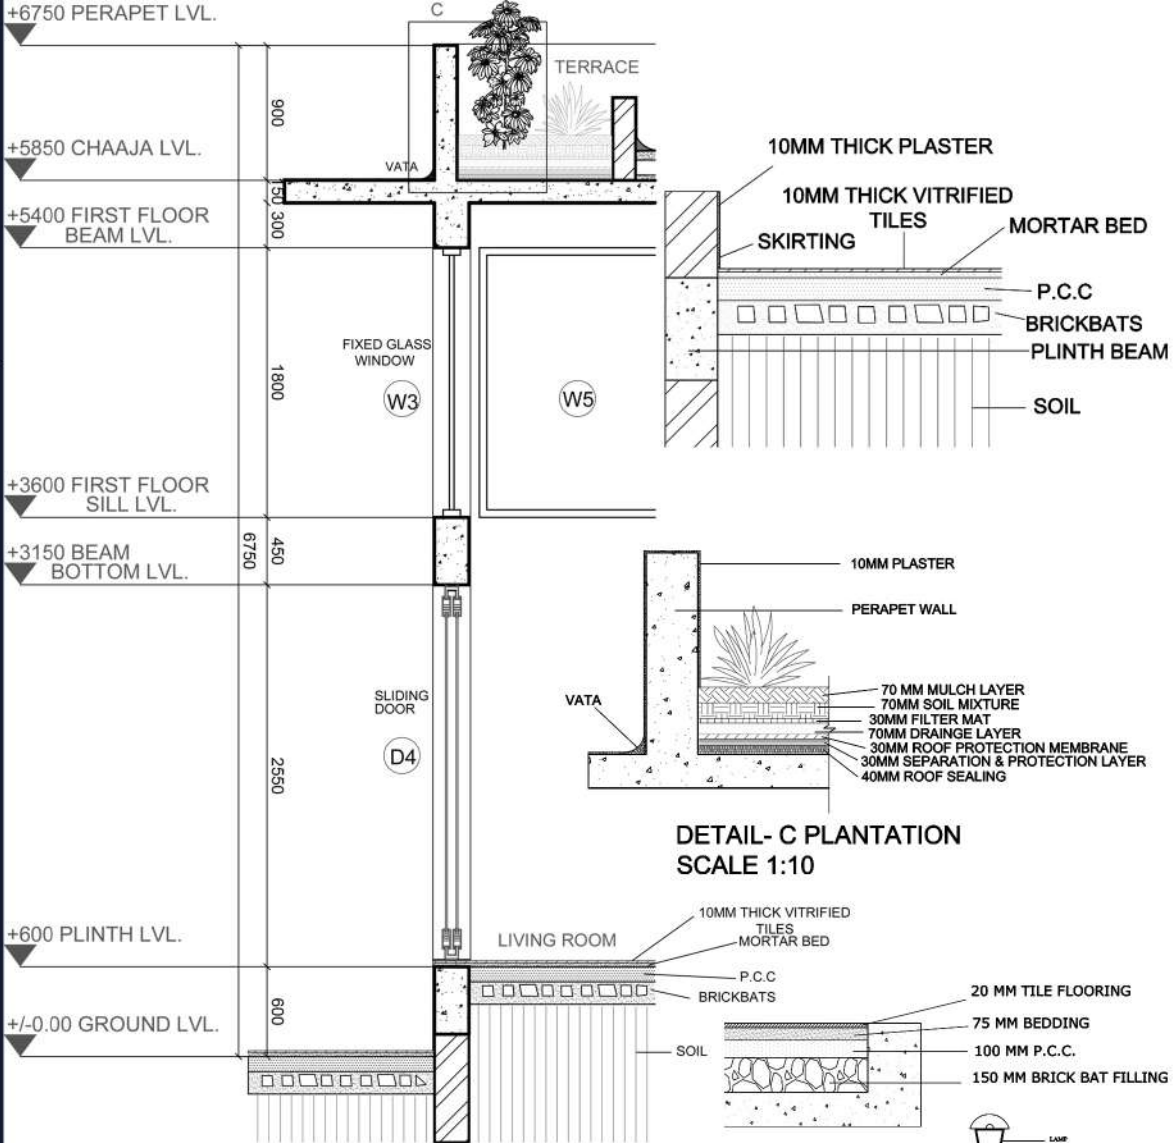 +6750 PERAPET LVL.
C
TERRACE
900
+5850 CHAAJA LVL.
VATA
150
300
+5400 FIRST FLOOR
BEAM LVL.
10MM THICK PLASTER
10MM THICK VITRIFIED
TILES
MORTAR BED
SKIRTING
P.C.C
BRICKBATS
PLINTH BEAM
SOIL
FIXED GLASS
WINDOW
W3
W5
1800
+3600 FIRST FLOOR
SILL LVL.
6750
450
+3150 BEAM
BOTTOM LVL.
10MM PLASTER
PERAPET WALL
VATA
70 MM MULCH LAYER
70MM SOIL MIXTURE
30MM FILTER MAT
70MM DRAINGE LAYER
30MM ROOF PROTECTION MEMBRANE
30MM SEPARATION & PROTECTION LAYER
40MM ROOF SEALING
SLIDING
DOOR
D4
2550
DETAIL- C PLANTATION
SCALE 1:10
+600 PLINTH LVL.
LIVING ROOM
10MM THICK VITRIFIED
TILES
MORTAR BED
P.C.C
BRICKBATS
SOIL
600
+/-0.00 GROUND LVL.
20 MM TILE FLOORING
75 MM BEDDING
100 MM P.C.C.
150 MM BRICK BAT FILLING
LAMP